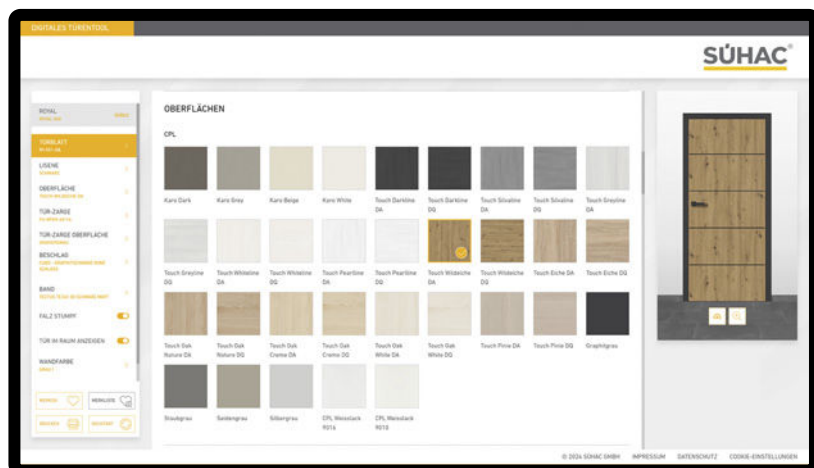 DIGITALES TÜRENTOOL
SÜHAC®
ROYAL
TÜRBLATT
LISENE
SCHWARZ
OBERFLÄCHE
TÜR-ZARGE
TÜR-ZARGE OBERFLÄCHE
BESCHLAG
BAND
FALZ STUMPF
TÜR IM RAUM ANZEIGEN
WANDFARBE
MERKEN
MERKLISTE
DRUCKEN
OBERFLÄCHEN
CPL
Karo Dark
Karo Grey
Karo Beige
Karo White
Touch Darkline DA
Touch Darkline DQ
Touch Silvaline DA
Touch Silvaline DQ
Touch Greyline DA
Touch Greyline DQ
Touch Whiteline DA
Touch Whiteline DQ
Touch Pearlline DA
Touch Pearlline DQ
Touch Wildeiche DA
Touch Wildeiche DQ
Touch Eiche DA
Touch Eiche DQ
Touch Oak Nature DA
Touch Oak Nature DQ
Touch Oak Creme DA
Touch Oak Creme DQ
Touch Oak White DA
Touch Oak White DQ
Touch Pinie DA
Touch Pinie DQ
Graphitgrau
Staubgrau
Seidengrau
Silbergrau
CPL Weisslack 9016
CPL Weisslack 9010
© 2024 SÜHAC GMBH
IMPRESSUM
DATENSCHUTZ
COOKIE-EINSTELLUNGEN